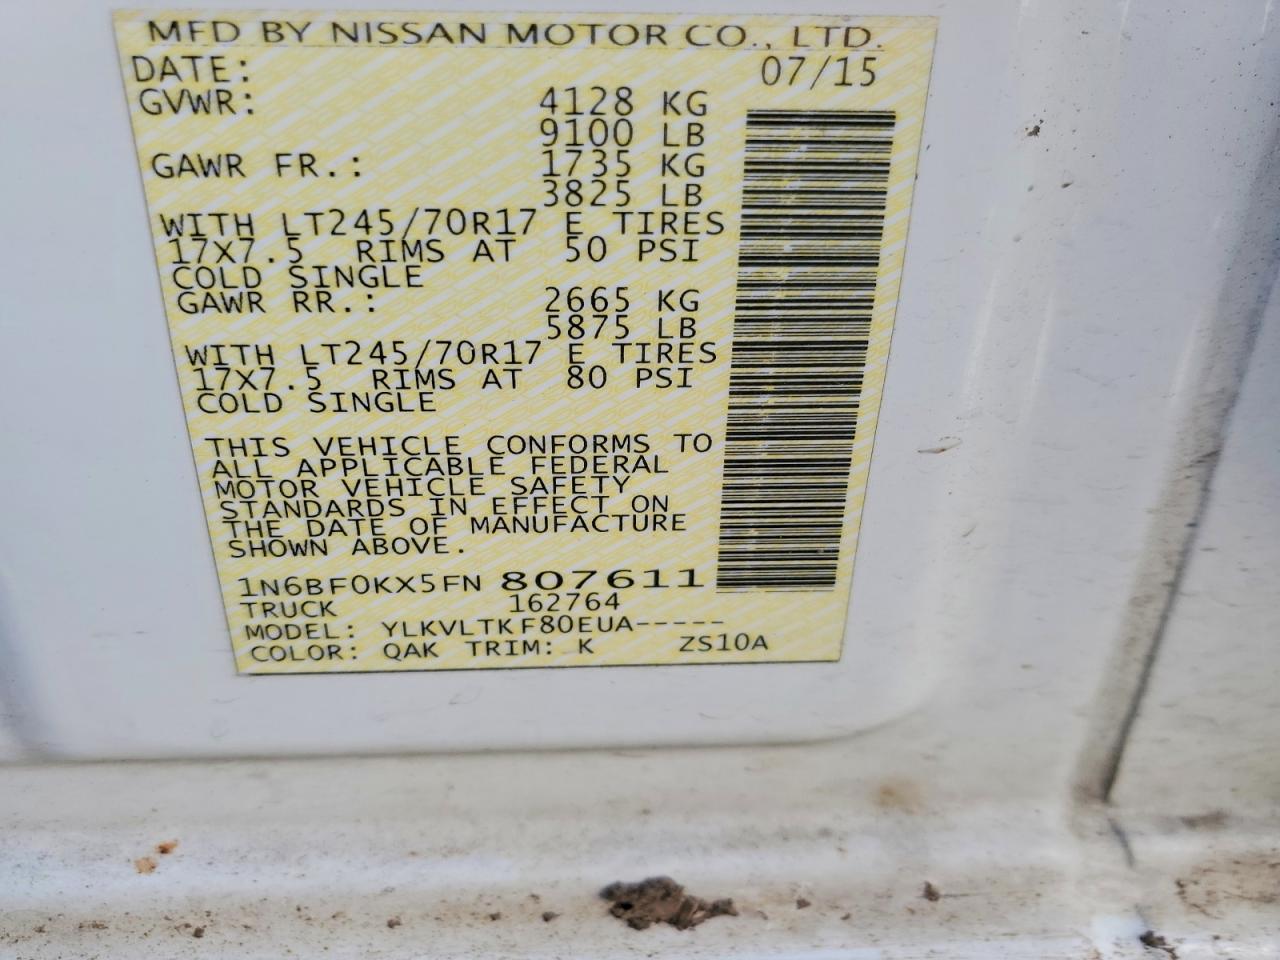 MFD BY NISSAN MOTOR CO., LTD.
DATE: 07/15
GVWR: 4128 KG
9100 LB
GAWR FR.: 1735 KG
3825 LB
WITH LT245/70R17 E TIRES
17X7.5 RIMS AT 50 PSI
COLD SINGLE
GAWR RR.: 2665 KG
5875 LB
WITH LT245/70R17 E TIRES
17X7.5 RIMS AT 80 PSI
COLD SINGLE
THIS VEHICLE CONFORMS TO
ALL APPLICABLE FEDERAL
MOTOR VEHICLE SAFETY
STANDARDS IN EFFECT ON
THE DATE OF MANUFACTURE
SHOWN ABOVE.
1N6BF0KX5FN 807611
TRUCK 162764
MODEL: YLKVLTKF80EUA-----
COLOR: QAK TRIM: K ZS10A